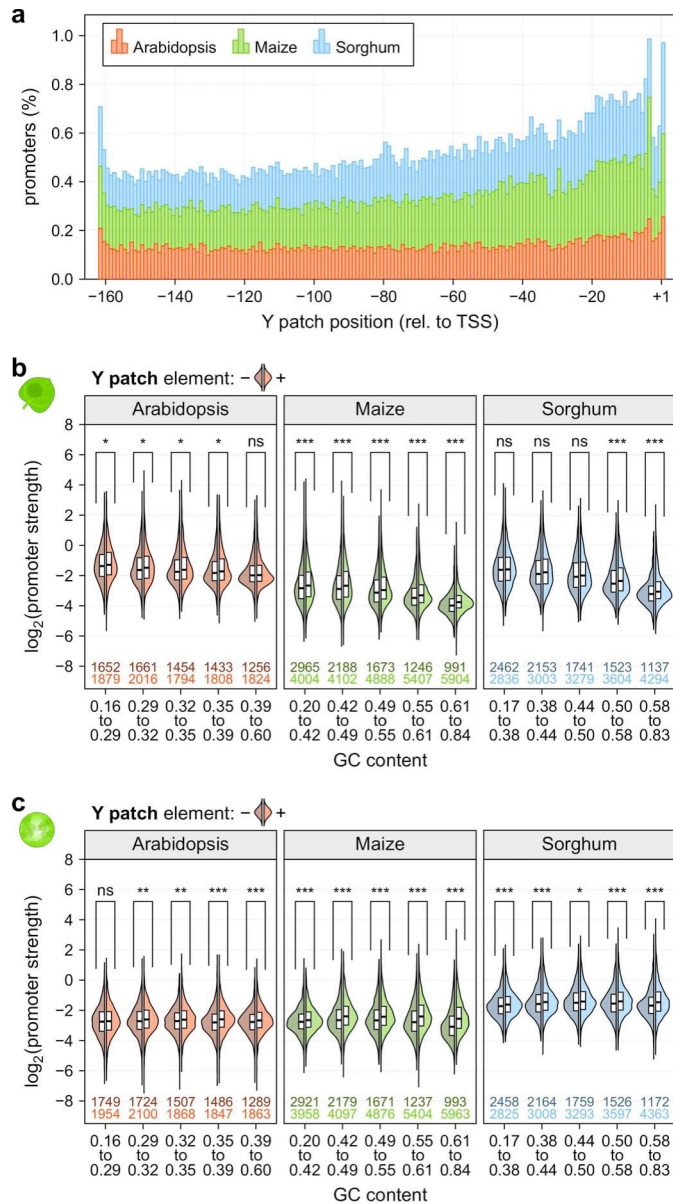 a
Arabidopsis Maize Sorghum
promoters (%)
1.0
0.8
0.6
0.4
0.2
0.0
−160 −140 −120 −100 −80 −60 −40 −20 +1
Y patch position (rel. to TSS)
b
Y patch element: − +
Arabidopsis Maize Sorghum
log2(promoter strength)
8
6
4
2
0
−2
−4
−6
−8
* * * * ns *** *** *** *** *** ns ns ns *** ***
1652 1661 1454 1433 1256 2965 2188 1673 1246 991 2462 2153 1741 1523 1137
1879 2016 1794 1808 1824 4004 4102 4888 5407 5904 2836 3003 3279 3604 4294
0.16 0.29 0.32 0.35 0.39 0.20 0.42 0.49 0.55 0.61 0.17 0.38 0.44 0.50 0.58
to to to to to to to to to to to to to to to
0.29 0.32 0.35 0.39 0.60 0.42 0.49 0.55 0.61 0.84 0.38 0.44 0.50 0.58 0.83
GC content
c
Y patch element: − +
Arabidopsis Maize Sorghum
log2(promoter strength)
8
6
4
2
0
−2
−4
−6
−8
ns ** ** *** *** *** *** *** *** *** *** *** * *** ***
1749 1724 1507 1486 1289 2921 2179 1671 1237 993 2458 2164 1759 1526 1172
1954 2100 1868 1847 1863 3958 4097 4876 5404 5963 2825 3008 3293 3597 4363
0.16 0.29 0.32 0.35 0.39 0.20 0.42 0.49 0.55 0.61 0.17 0.38 0.44 0.50 0.58
to to to to to to to to to to to to to to to
0.29 0.32 0.35 0.39 0.60 0.42 0.49 0.55 0.61 0.84 0.38 0.44 0.50 0.58 0.83
GC content